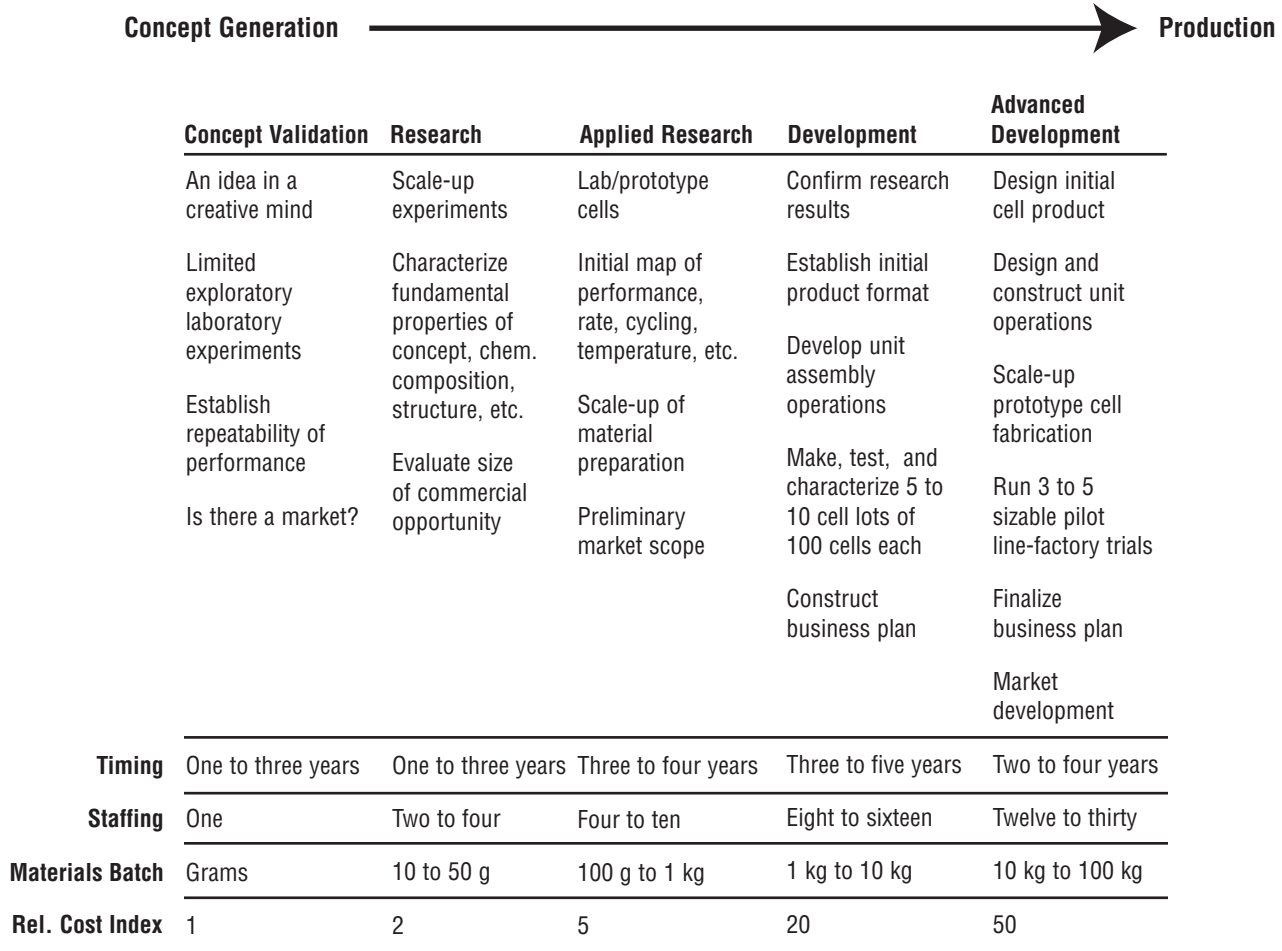 Concept Generation Production
Concept Validation Research Applied Research Development Advanced Development
An idea in a
creative mind
Limited
exploratory
laboratory
experiments
Establish
repeatability of
performance
Is there a market?
Scale-up
experiments
Characterize
fundamental
properties of
concept, chem.
composition,
structure, etc.
Evaluate size
of commercial
opportunity
Lab/prototype
cells
Initial map of
performance,
rate, cycling,
temperature, etc.
Scale-up of
material
preparation
Preliminary
market scope
Confirm research
results
Establish initial
product format
Develop unit
assembly
operations
Make, test, and
characterize 5 to
10 cell lots of
100 cells each
Construct
business plan
Design initial
cell product
Design and
construct unit
operations
Scale-up
prototype cell
fabrication
Run 3 to 5
sizable pilot
line-factory trials
Finalize
business plan
Market
development
Timing One to three years One to three years Three to four years Three to five years Two to four years
Staffing One Two to four Four to ten Eight to sixteen Twelve to thirty
Materials Batch Grams 10 to 50 g 100 g to 1 kg 1 kg to 10 kg 10 kg to 100 kg
Rel. Cost Index 1 2 5 20 50